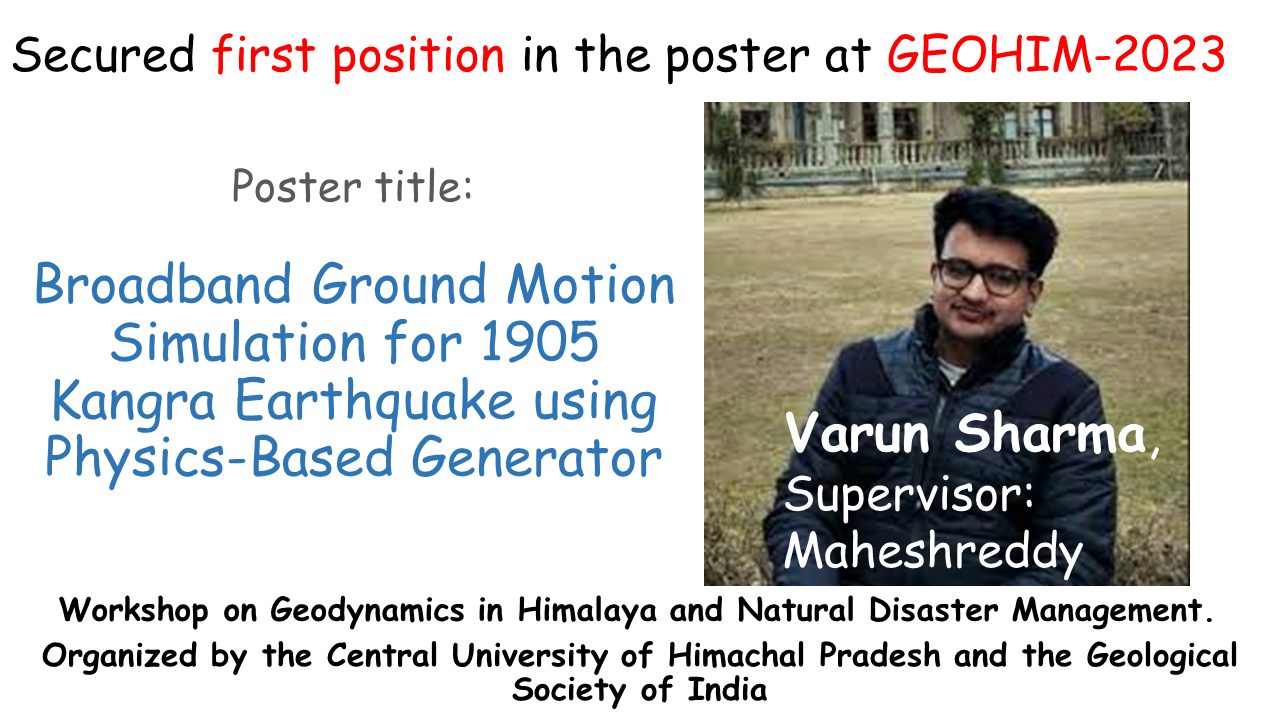 Secured first position in the poster at GEOHIM-2023
Poster title:
Broadband Ground Motion
Simulation for 1905
Kangra Earthquake using
Physics-Based Generator
Varun Sharma,
Supervisor:
Maheshreddy
Workshop on Geodynamics in Himalaya and Natural Disaster Management.
Organized by the Central University of Himachal Pradesh and the Geological
Society of India